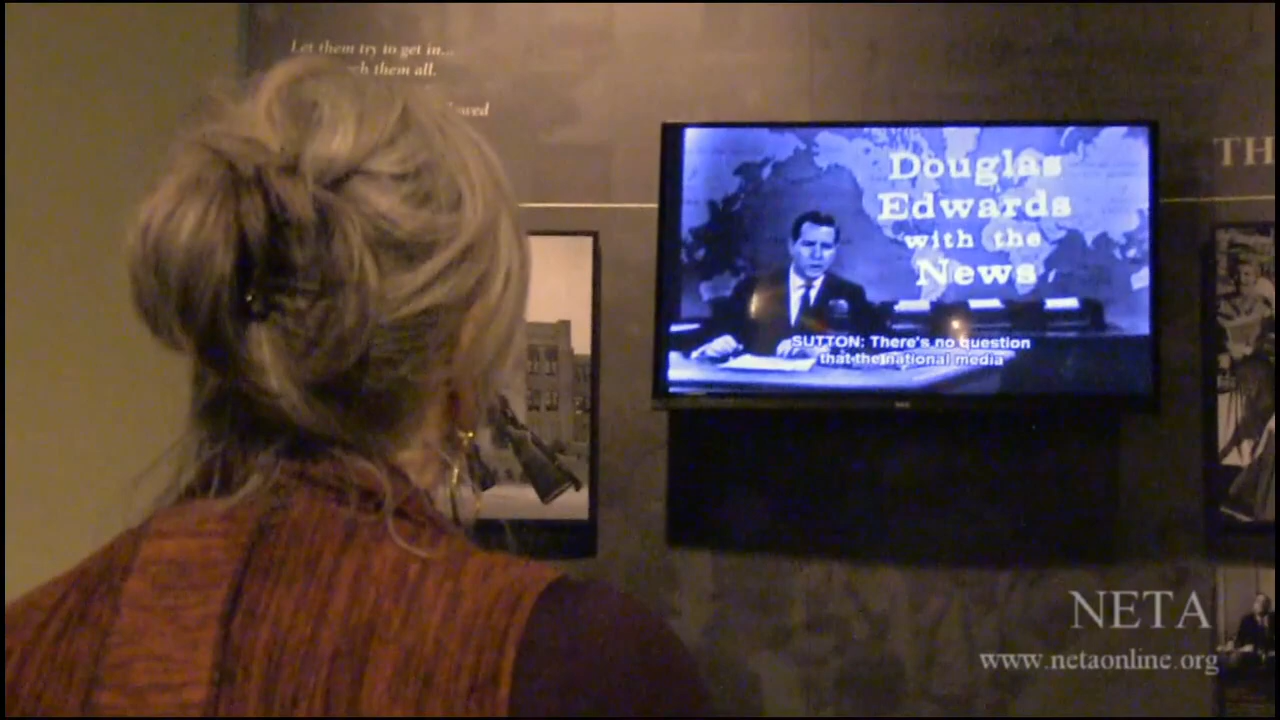 Let them try to get in...
them all.
TH
Douglas
Edwards
with the
News
SUTTON: There's no question
that the national media
NETA
www.netaonline.org